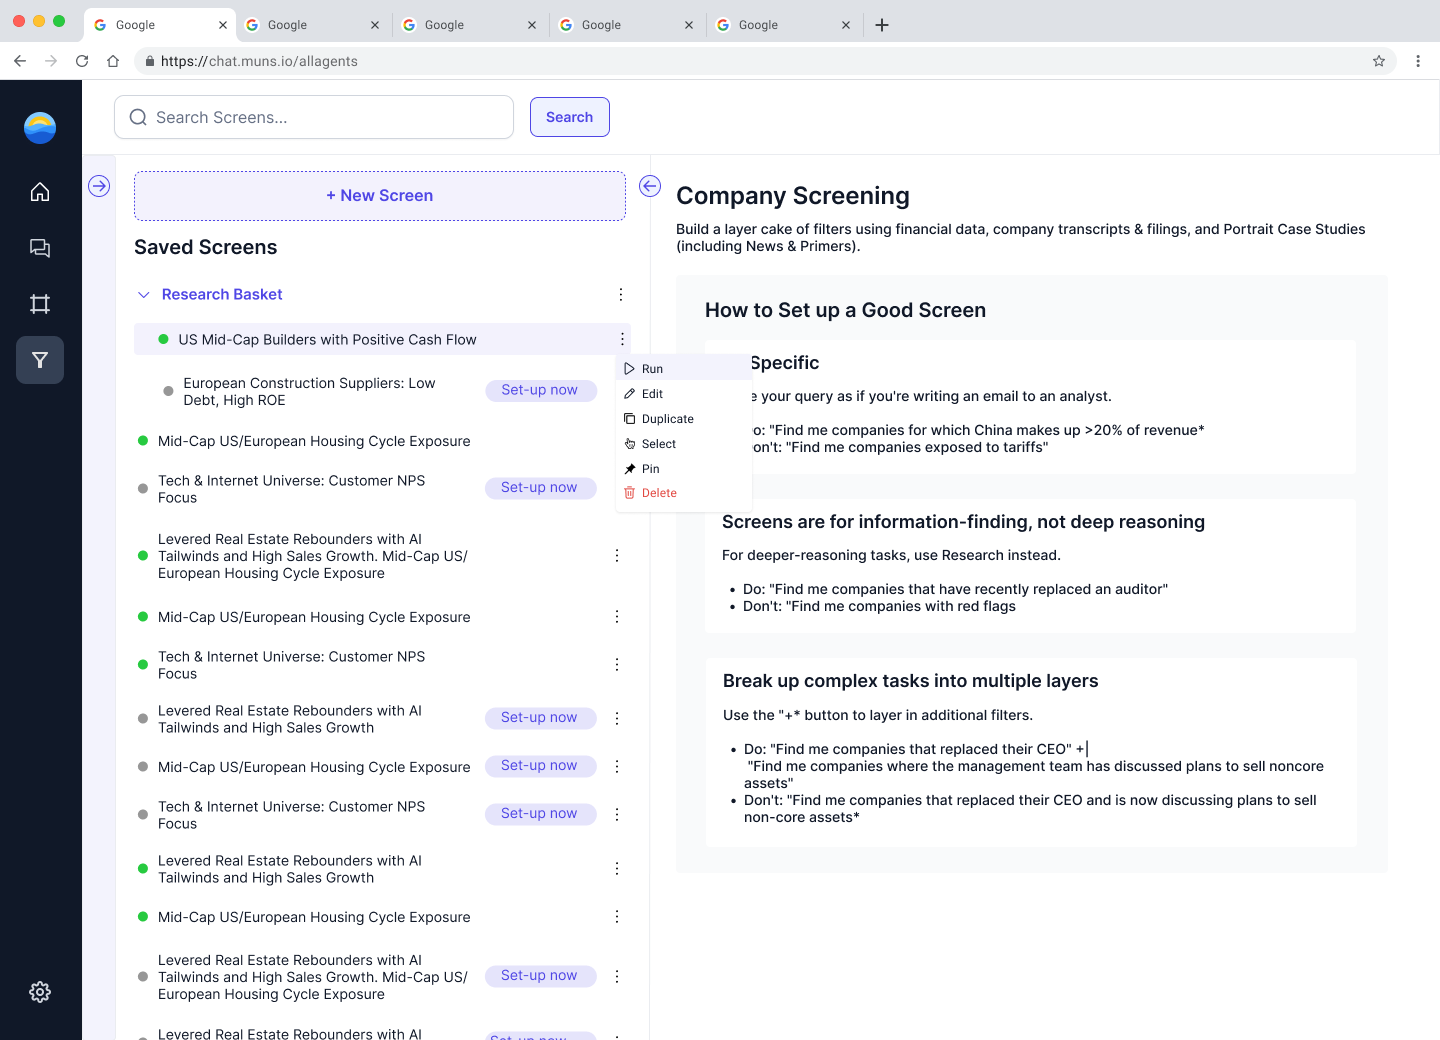 Google
Google
Google
Google
Google
https://chat.muns.io/allagents
Search Screens...
Search
+ New Screen
Saved Screens
Research Basket
US Mid-Cap Builders with Positive Cash Flow
European Construction Suppliers: Low
Debt, High ROE
Set-up now
Mid-Cap US/European Housing Cycle Exposure
Tech & Internet Universe: Customer NPS
Focus
Set-up now
Levered Real Estate Rebounders with AI
Tailwinds and High Sales Growth. Mid-Cap US/
European Housing Cycle Exposure
Mid-Cap US/European Housing Cycle Exposure
Tech & Internet Universe: Customer NPS
Focus
Levered Real Estate Rebounders with AI
Tailwinds and High Sales Growth
Set-up now
Mid-Cap US/European Housing Cycle Exposure
Set-up now
Tech & Internet Universe: Customer NPS
Focus
Set-up now
Levered Real Estate Rebounders with AI
Tailwinds and High Sales Growth
Mid-Cap US/European Housing Cycle Exposure
Levered Real Estate Rebounders with AI
Tailwinds and High Sales Growth. Mid-Cap US/
European Housing Cycle Exposure
Set-up now
Levered Real Estate Rebounders with AI
Set-up now
Run
Edit
Duplicate
Select
Pin
Delete
Company Screening
Build a layer cake of filters using financial data, company transcripts & filings, and Portrait Case Studies
(including News & Primers).
How to Set up a Good Screen
Specific
your query as if you're writing an email to an analyst.
"Find me companies for which China makes up >20% of revenue*
"Find me companies exposed to tariffs"
Screens are for information-finding, not deep reasoning
For deeper-reasoning tasks, use Research instead.
• Do: "Find me companies that have recently replaced an auditor"
• Don't: "Find me companies with red flags
Break up complex tasks into multiple layers
Use the "+* button to layer in additional filters.
• Do: "Find me companies that replaced their CEO" +|
"Find me companies where the management team has discussed plans to sell noncore
assets"
• Don't: "Find me companies that replaced their CEO and is now discussing plans to sell
non-core assets*